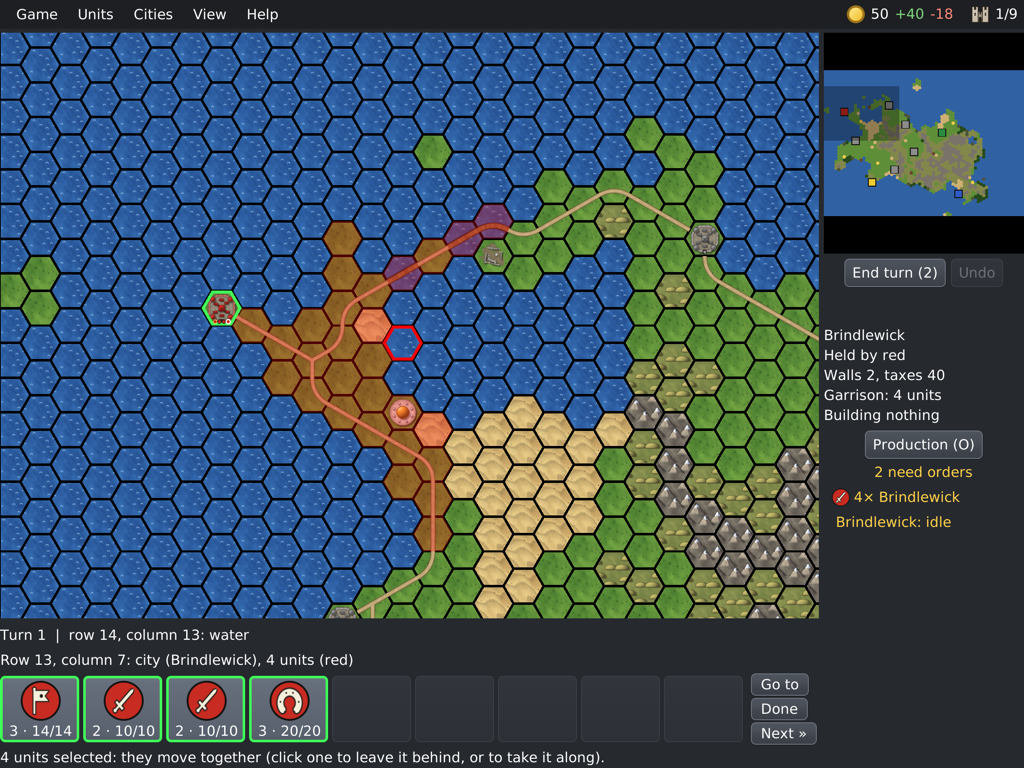 Game Units Cities View Help 50 +40 -18 1/9
End turn (2) Undo
Brindlewick
Held by red
Walls 2, taxes 40
Garrison: 4 units
Building nothing
Production (O)
2 need orders
4× Brindlewick
Brindlewick: idle
Turn 1 | row 14, column 13: water
Row 13, column 7: city (Brindlewick), 4 units (red)
3 · 14/14 2 · 10/10 2 · 10/10 3 · 20/20
Go to
Done
Next »
4 units selected: they move together (click one to leave it behind, or to take it along).